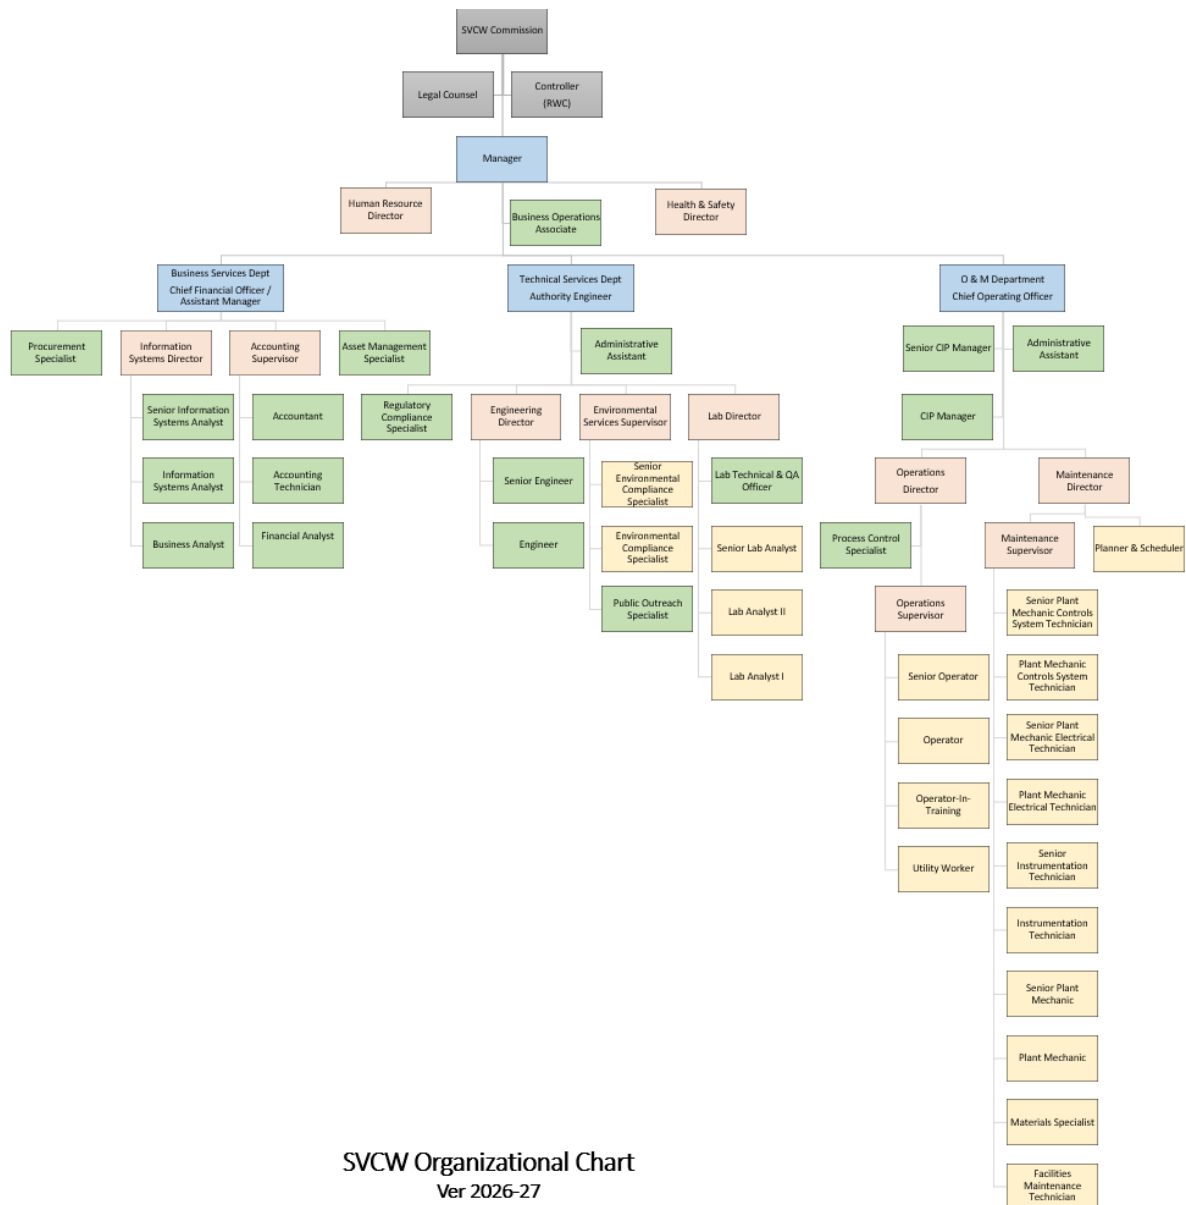 SVCW Commission
Legal Counsel
Controller
(RWC)
Manager
Human Resource
Director
Business Operations
Associate
Health & Safety
Director
Business Services Dept
Chief Financial Officer /
Assistant Manager
Technical Services Dept
Authority Engineer
O & M Department
Chief Operating Officer
Procurement
Specialist
Information
Systems Director
Accounting
Supervisor
Asset Management
Specialist
Administrative
Assistant
Senior CIP Manager
Administrative
Assistant
Senior Information
Systems Analyst
Accountant
Regulatory
Compliance
Specialist
Engineering
Director
Environmental
Services Supervisor
Lab Director
CIP Manager
Information
Systems Analyst
Accounting
Technician
Senior Engineer
Senior
Environmental
Compliance
Specialist
Lab Technical & QA
Officer
Operations
Director
Maintenance
Director
Business Analyst
Financial Analyst
Engineer
Environmental
Compliance
Specialist
Senior Lab Analyst
Process Control
Specialist
Maintenance
Supervisor
Planner & Scheduler
Public Outreach
Specialist
Lab Analyst II
Operations
Supervisor
Senior Plant
Mechanic Controls
System Technician
Lab Analyst I
Senior Operator
Plant Mechanic
Controls System
Technician
Operator
Senior Plant
Mechanic Electrical
Technician
Operator-In-
Training
Plant Mechanic
Electrical Technician
Utility Worker
Senior
Instrumentation
Technician
Instrumentation
Technician
Senior Plant
Mechanic
Plant Mechanic
Materials Specialist
Facilities
Maintenance
Technician
SVCW Organizational Chart
Ver 2026-27